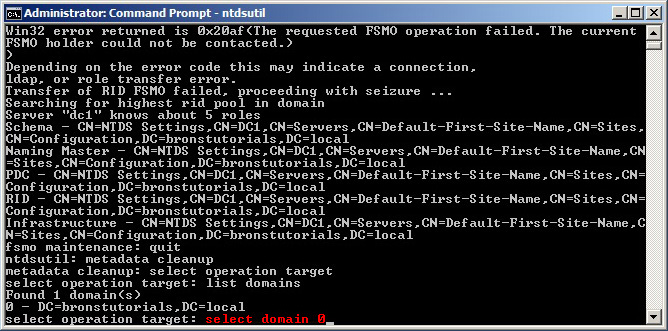 Administrator: Command Prompt - ntdsutil
Win32 error returned is 0x20af(The requested FSMO operation failed. The current
FSMO holder could not be contacted.)
)
Depending on the error code this may indicate a connection,
ldap, or role transfer error.
Transfer of RID FSMO failed, proceeding with seizure ...
Searching for highest rid pool in domain
Server "dc1" knows about 5 roles
Schema - CN=NTDS Settings,CN=DC1,CN=Servers,CN=Default-First-Site-Name,CN=Sites,
CN=Configuration,DC=bronstutorials,DC=local
Naming Master - CN=NTDS Settings,CN=DC1,CN=Servers,CN=Default-First-Site-Name,CN
=Sites,CN=Configuration,DC=bronstutorials,DC=local
PDC - CN=NTDS Settings,CN=DC1,CN=Servers,CN=Default-First-Site-Name,CN=Sites,CN=
Configuration,DC=bronstutorials,DC=local
RID - CN=NTDS Settings,CN=DC1,CN=Servers,CN=Default-First-Site-Name,CN=Sites,CN=
Configuration,DC=bronstutorials,DC=local
Infrastructure - CN=NTDS Settings,CN=DC1,CN=Servers,CN=Default-First-Site-Name,C
N=Sites,CN=Configuration,DC=bronstutorials,DC=local
fsmo maintenance: quit
ntdsutil: metadata cleanup
metadata cleanup: select operation target
select operation target: list domains
Found 1 domain(s)
0 - DC=bronstutorials,DC=local
select operation target: select domain 0_